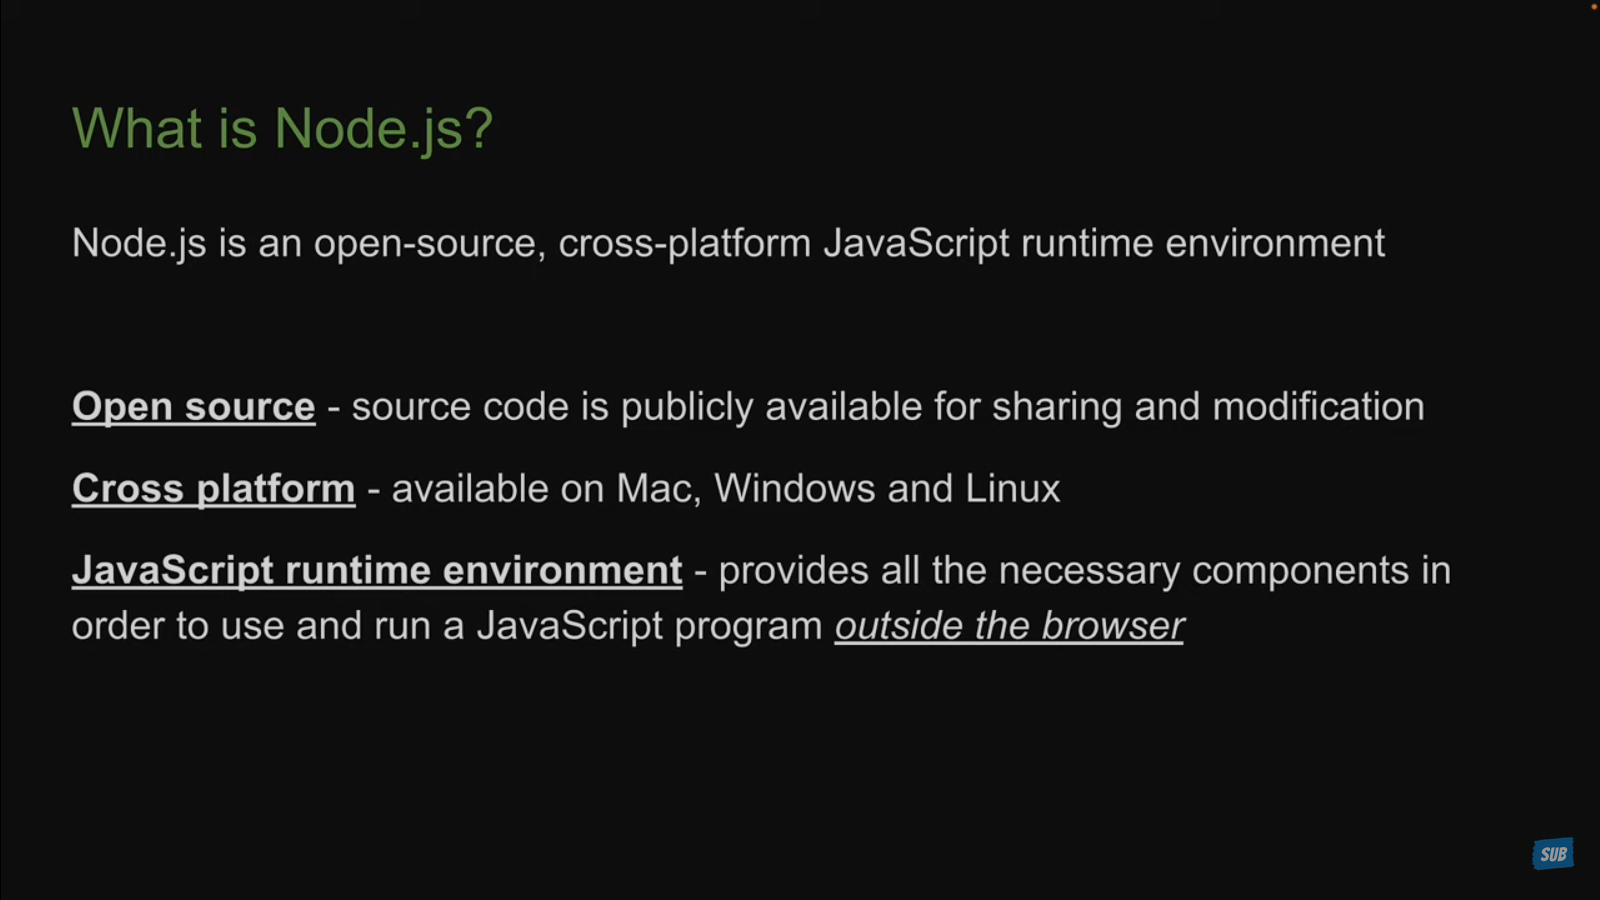 What is Node.js?
Node.js is an open-source, cross-platform JavaScript runtime environment
Open source - source code is publicly available for sharing and modification
Cross platform - available on Mac, Windows and Linux
JavaScript runtime environment - provides all the necessary components in
order to use and run a JavaScript program outside the browser
SUB